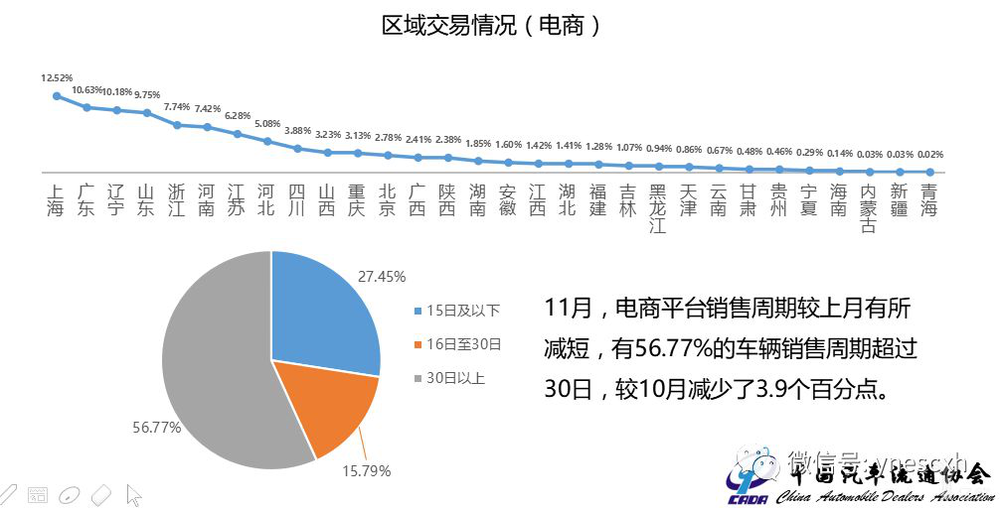 区域交易情况（电商）
12.52% 10.63% 10.18% 9.75% 7.74% 7.42% 6.28% 5.08% 3.88% 3.23% 3.13% 2.78% 2.41% 2.38% 1.85% 1.60% 1.42% 1.41% 1.28% 1.07% 0.94% 0.86% 0.67% 0.48% 0.46% 0.29% 0.14% 0.03% 0.03% 0.02%
上海 广东 辽宁 山东 浙江 河南 江苏 河北 四川 山西 重庆 北京 广西 陕西 湖南 安徽 江西 湖北 福建 吉林 黑龙江 天津 云南 甘肃 贵州 宁夏 海南 内蒙古 新疆 青海
27.45%
15日及以下
16日至30日
30日以上
56.77%
15.79%
11月，电商平台销售周期较上月有所
减短，有56.77%的车辆销售周期超过
30日，较10月减少了3.9个百分点。
微信号: ynescxh
中国汽车流通协会
CADA
China Automobile Dealers Association